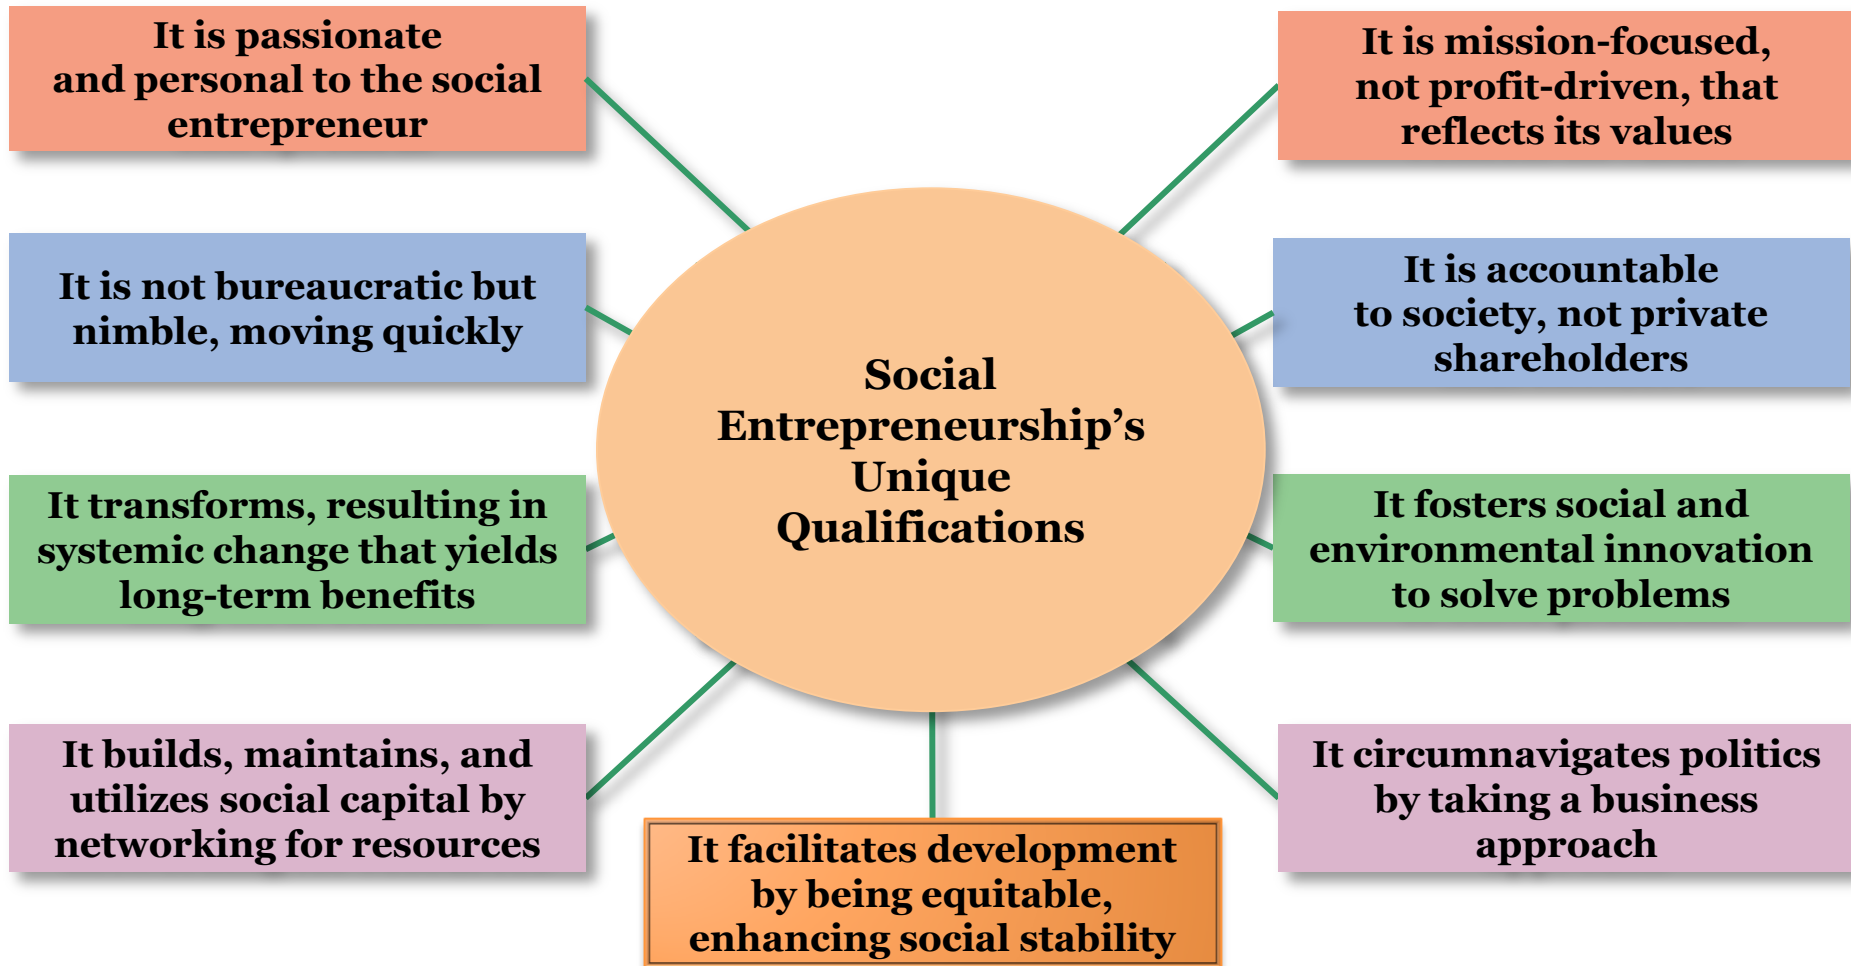 It is passionate
and personal to the social
entrepreneur
It is mission-focused,
not profit-driven, that
reflects its values
It is not bureaucratic but
nimble, moving quickly
It is accountable
to society, not private
shareholders
Social
Entrepreneurship’s
Unique
Qualifications
It transforms, resulting in
systemic change that yields
long-term benefits
It fosters social and
environmental innovation
to solve problems
It builds, maintains, and
utilizes social capital by
networking for resources
It circumnavigates politics
by taking a business
approach
It facilitates development
by being equitable,
enhancing social stability